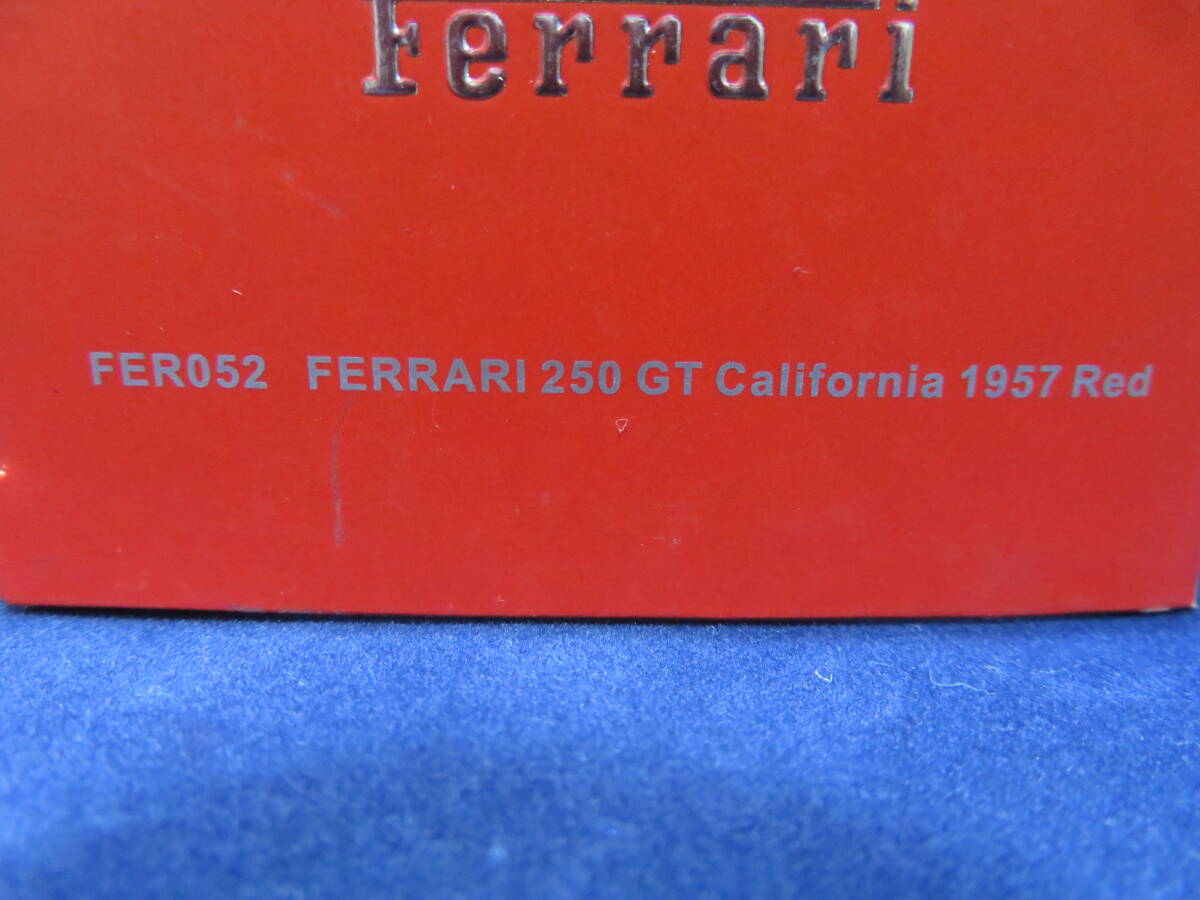 Ferrari
FER052 FERRARI 250 GT California 1957 Red